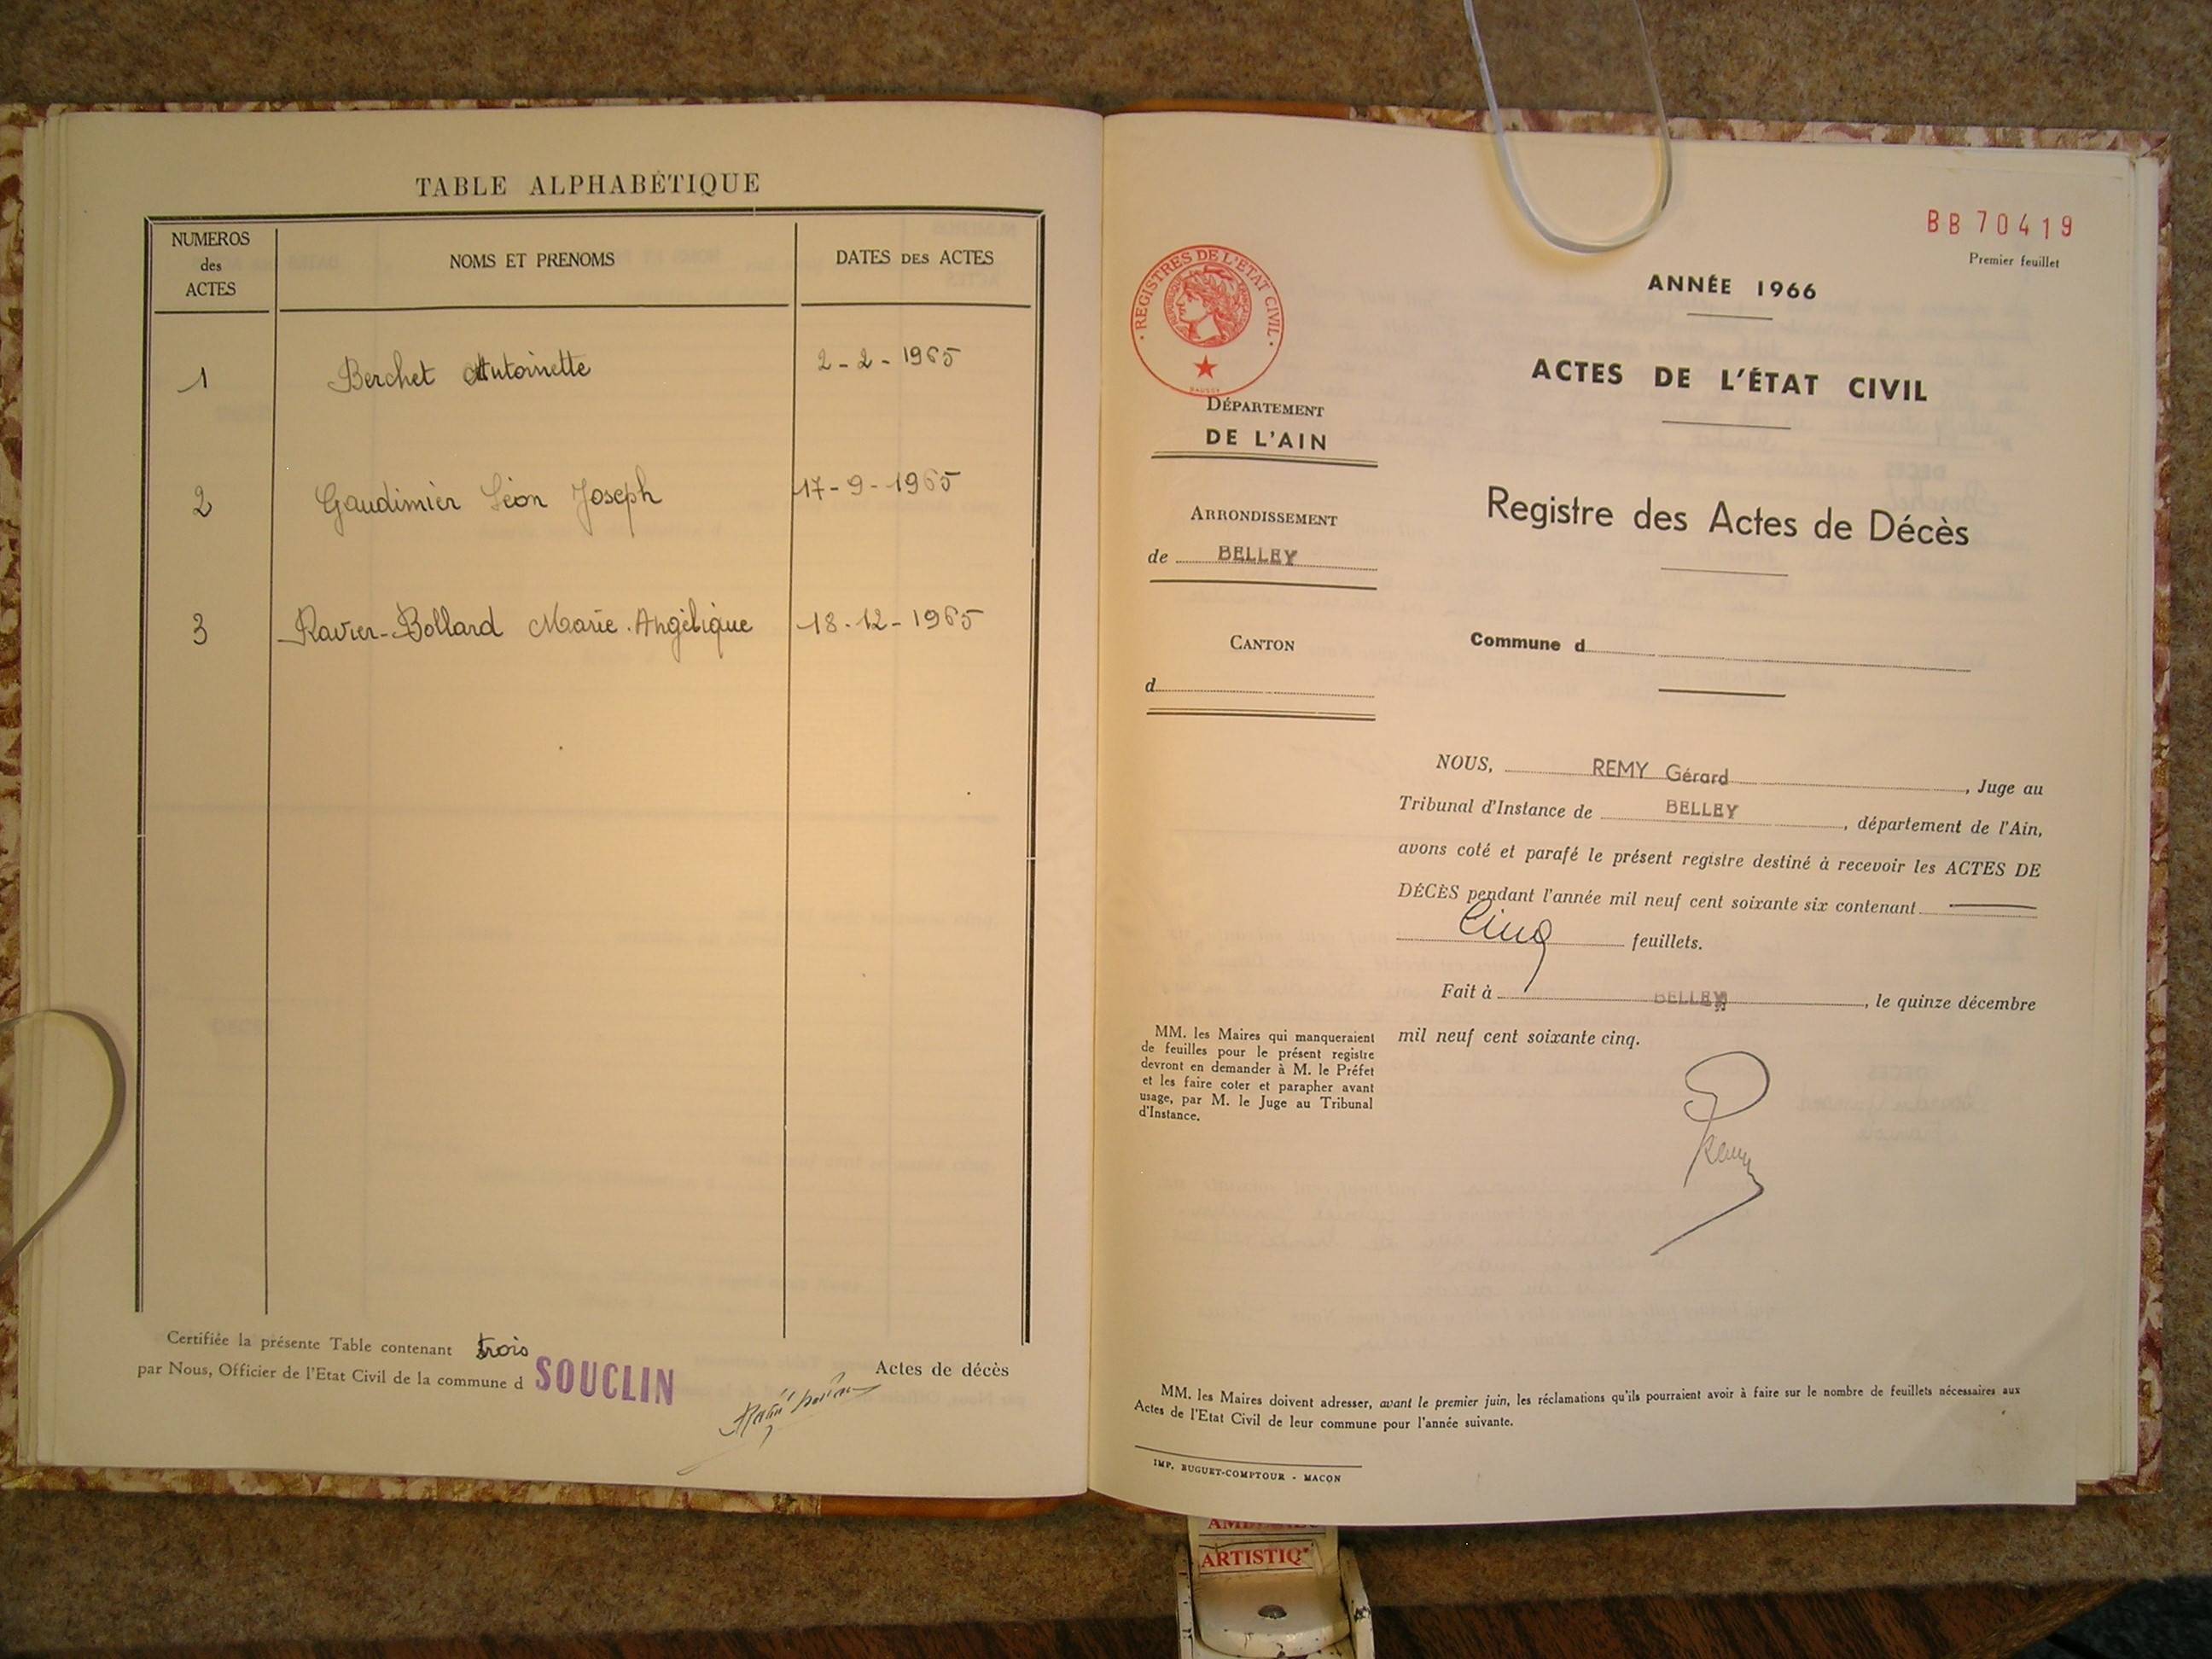 TABLE ALPHABÉTIQUE
NUMEROS des ACTES
NOMS ET PRENOMS
DATES DES ACTES
1 Berchet Antoinette 2-2-1965
2 Gaudimier Léon Joseph 17-9-1965
3 Ravier-Bollard Marie.Angélique 18.12-1965
Certifiée la présente Table contenant trois Actes de décès
par Nous, Officier de l'Etat Civil de la commune d SOUCLIN
BB 70419
Premier feuillet
REGISTRES DE L'ÉTAT CIVIL
ANNÉE 1966
ACTES DE L'ÉTAT CIVIL
DÉPARTEMENT
DE L'AIN
Registre des Actes de Décès
ARRONDISSEMENT
de BELLEY
Commune d
CANTON
d
NOUS, REMY Gérard, Juge au
Tribunal d'Instance de BELLEY, département de l'Ain,
avons coté et parafé le présent registre destiné à recevoir les ACTES DE
DÉCÈS pendant l'année mil neuf cent soixante six contenant
Cinq feuillets.
Fait à BELLEY, le quinze décembre
mil neuf cent soixante cinq.
Remy
MM. les Maires qui manqueraient
de feuilles pour le présent registre
devront en demander à M. le Préfet
et les faire coter et parapher avant
usage, par M. le Juge au Tribunal
d'Instance.
MM. les Maires doivent adresser, avant le premier juin, les réclamations qu'ils pourraient avoir à faire sur le nombre de feuillets nécessaires aux
Actes de l'Etat Civil de leur commune pour l'année suivante.
IMP. BUGUET-COMPTOUR - MACON
ARTISTIQ